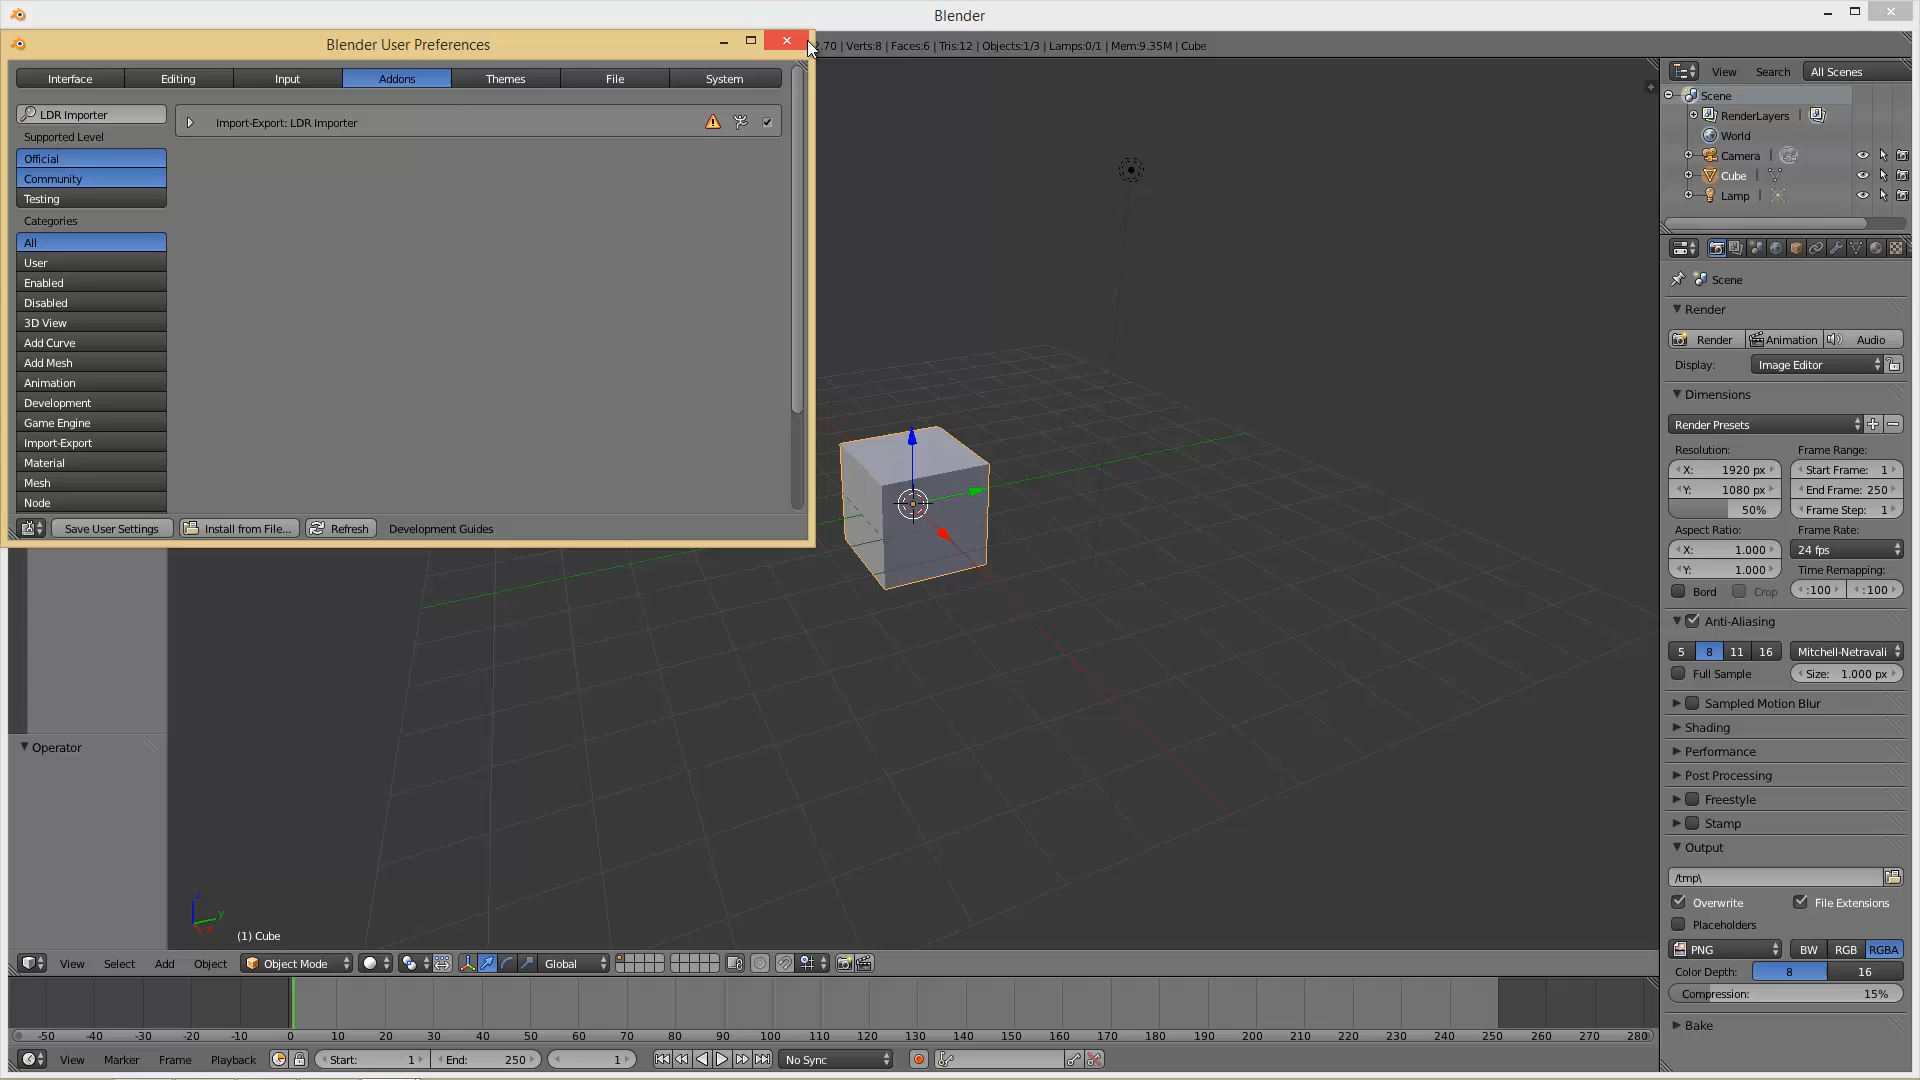 Blender
Blender User Preferences
.70 | Verts:8 | Faces:6 | Tris:12 | Objects:1/3 | Lamps:0/1 | Mem:9.35M | Cube
Interface
Editing
Input
Addons
Themes
File
System
LDR Importer
Import-Export: LDR Importer
Supported Level
Official
Community
Testing
Categories
All
User
Enabled
Disabled
3D View
Add Curve
Add Mesh
Animation
Development
Game Engine
Import-Export
Material
Mesh
Node
Save User Settings
Install from File...
Refresh
Development Guides
Operator
z
y
x
(1) Cube
View
Select
Add
Object
Object Mode
Global
-50 -40 -30 -20 -10 0 10 20 30 40 50 60 70 80 90 100 110 120 130 140 150 160 170 180 190 200 210 220 230 240 250 260 270 280
View
Marker
Frame
Playback
Start: 1
End: 250
1
No Sync
View
Search
All Scenes
Scene
RenderLayers |
World
Camera |
Cube |
Lamp |
Scene
Render
Render
Animation
Audio
Display:
Image Editor
Dimensions
Render Presets
Resolution:
Frame Range:
X: 1920 px
Start Frame: 1
Y: 1080 px
End Frame: 250
50%
Frame Step: 1
Aspect Ratio:
Frame Rate:
X: 1.000
24 fps
Y: 1.000
Time Remapping:
Bord
Crop
:100
:100
Anti-Aliasing
5
8
11
16
Mitchell-Netravali
Full Sample
Size: 1.000 px
Sampled Motion Blur
Shading
Performance
Post Processing
Freestyle
Stamp
Output
/tmp\
Overwrite
File Extensions
Placeholders
PNG
BW
RGB
RGBA
Color Depth:
8
16
Compression: 15%
Bake